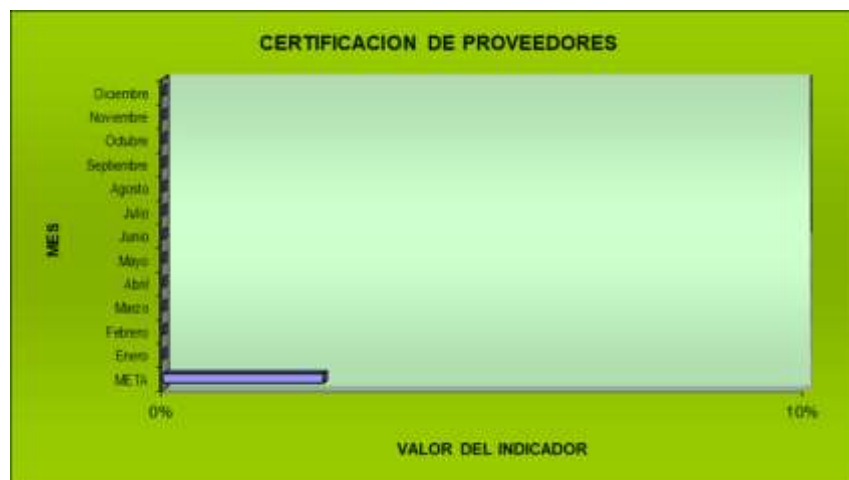 CERTIFICACION DE PROVEEDORES
Diciembre
Noviembre
Octubre
Septiembre
Agosto
Julio
Junio
Mayo
Abril
Marzo
Febrero
Enero
META
MES
0%
10%
VALOR DEL INDICADOR